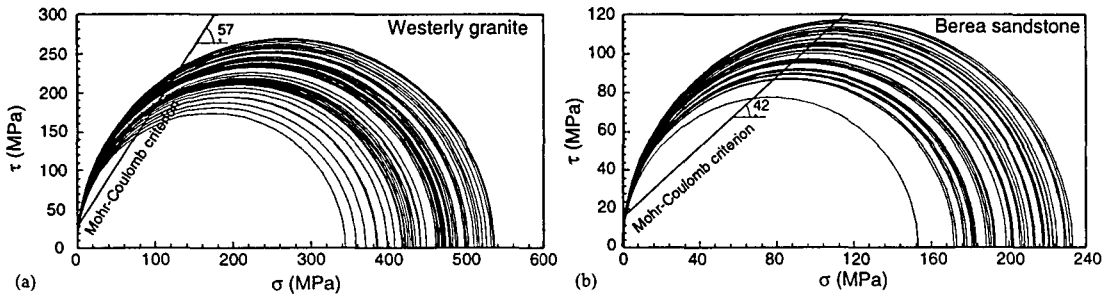 300
250
200
150
100
50
0
τ (MPa)
57
Westerly granite
Mohr-Coulomb criterion
0 100 200 300 400 500 600
(a)
σ (MPa)
120
100
80
60
40
20
0
τ (MPa)
Berea sandstone
42
Mohr-Coulomb criterion
0 40 80 120 160 200 240
(b)
σ (MPa)